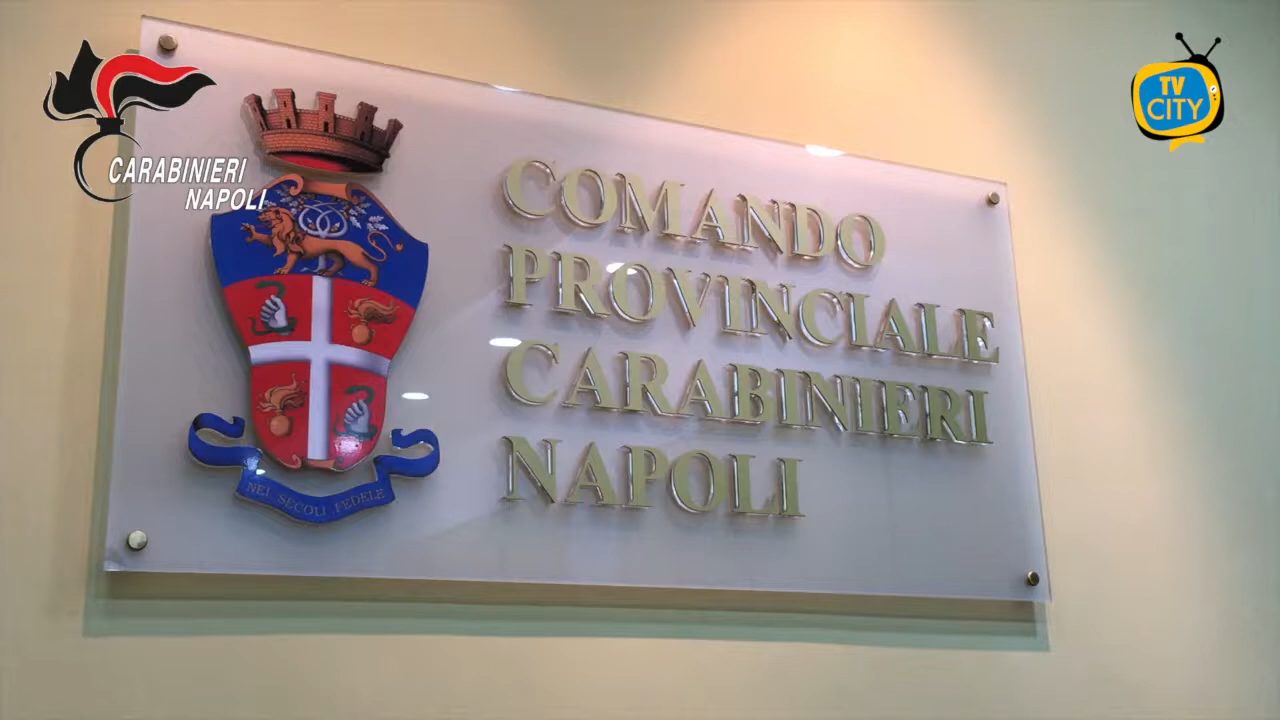 CARABINIERI
NAPOLI
TV
CITY
COMANDO
PROVINCIALE
CARABINIERI
NAPOLI
NEI SECOLI FEDELE